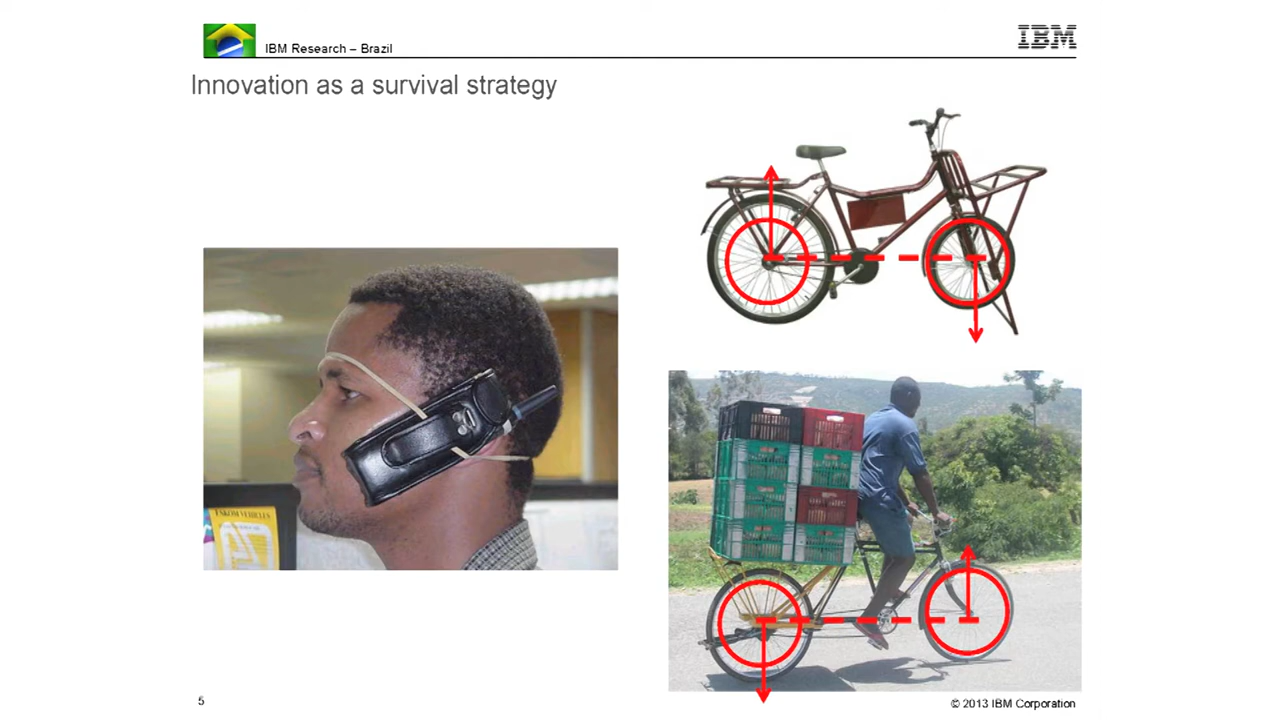 IBM Research – Brazil
IBM
Innovation as a survival strategy
ESKOM VEHICLES
5
© 2013 IBM Corporation